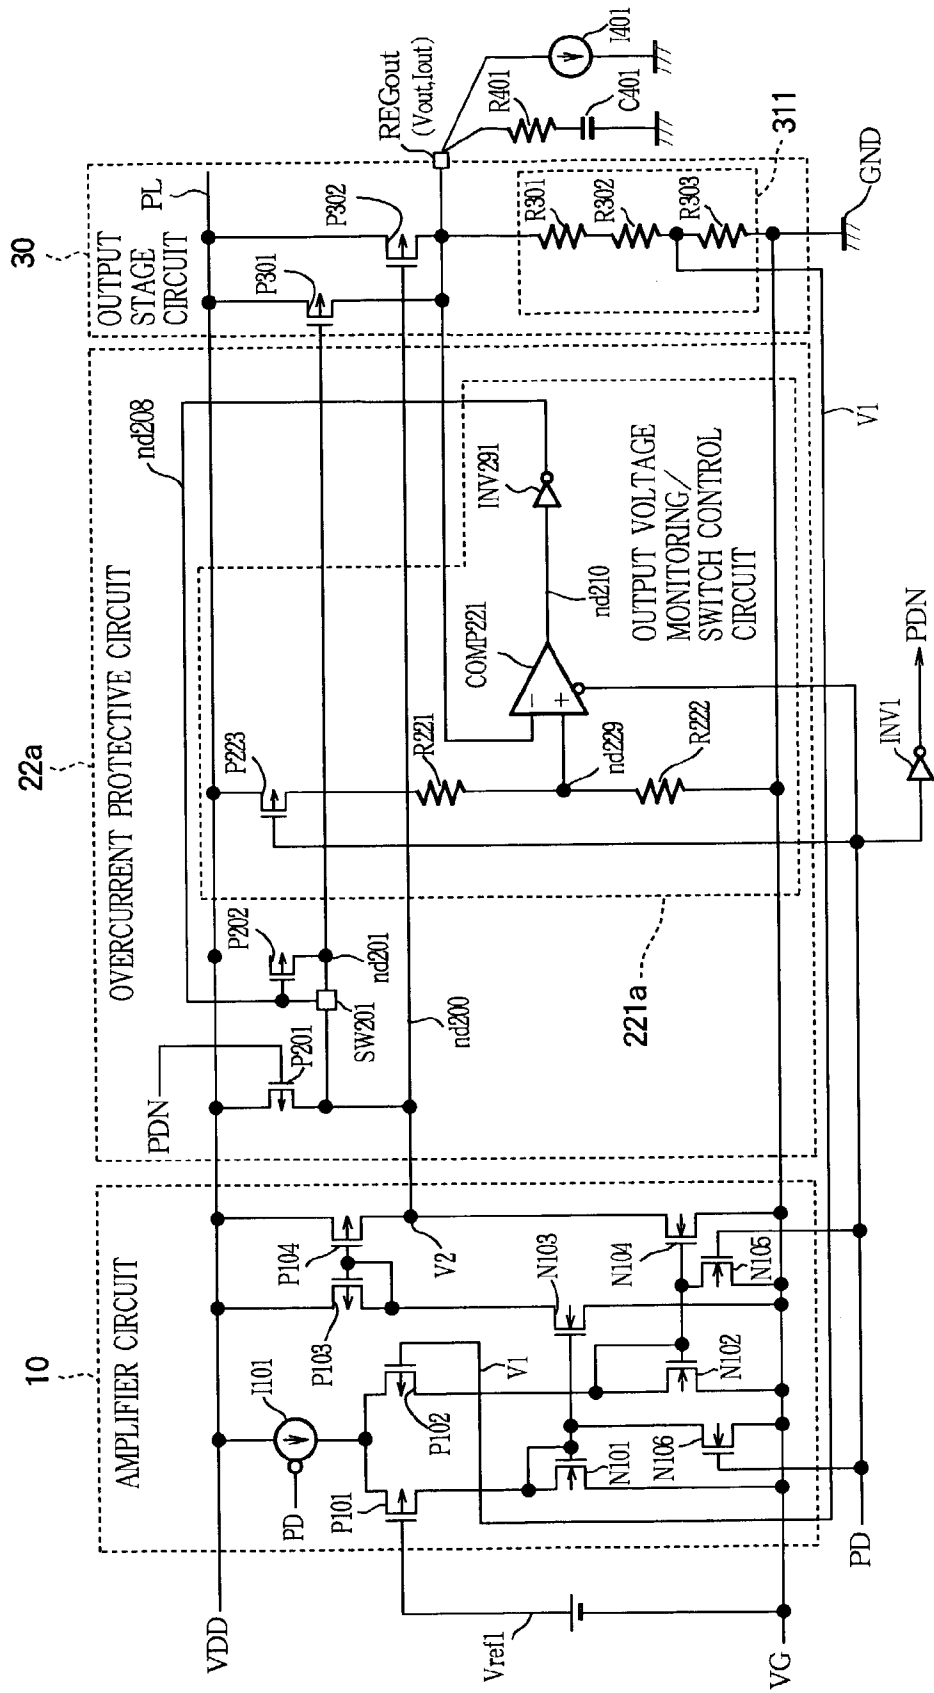 10
AMPLIFIER CIRCUIT
VDD
I101
PD
P101
P102
V1
P103
P104
V2
N103
N104
N105
N102
N101
N106
Vref1
VG
PD
22a
OVERCURRENT PROTECTIVE CIRCUIT
PDN
P201
P202
SW201
nd201
nd200
nd208
P223
R221
nd229
R222
COMP221
−
+
nd210
INV291
OUTPUT VOLTAGE
MONITORING/
SWITCH CONTROL
CIRCUIT
221a
INV1
PDN
V1
30
OUTPUT
STAGE
CIRCUIT
PL
P301
P302
REGout
(Vout,Iout)
R401
C401
I401
R301
R302
R303
311
GND